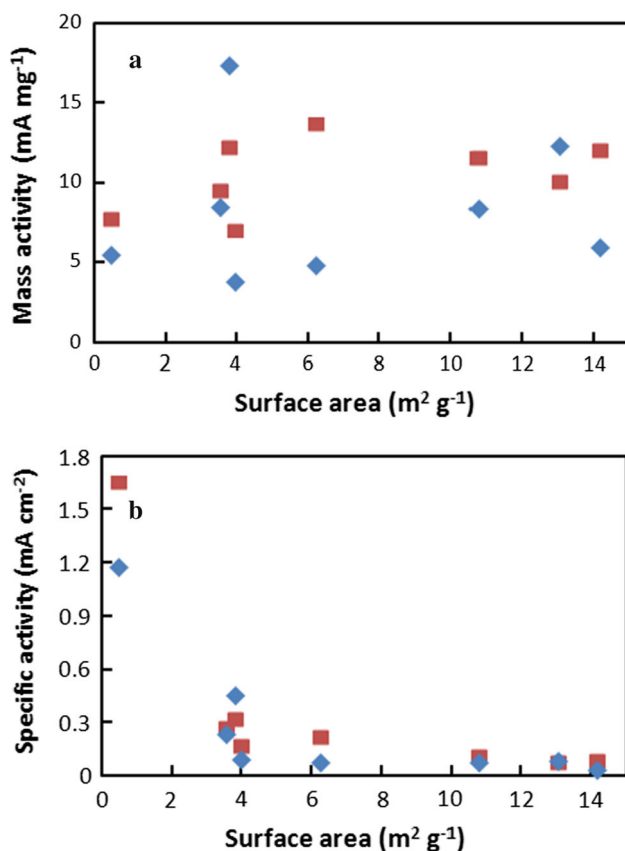 20
a
15
10
5
0
Mass activity (mA mg⁻¹)
0 2 4 6 8 10 12 14
Surface area (m² g⁻¹)
1.8
b
1.5
1.2
0.9
0.6
0.3
0
Specific activity (mA cm⁻²)
0 2 4 6 8 10 12 14
Surface area (m² g⁻¹)